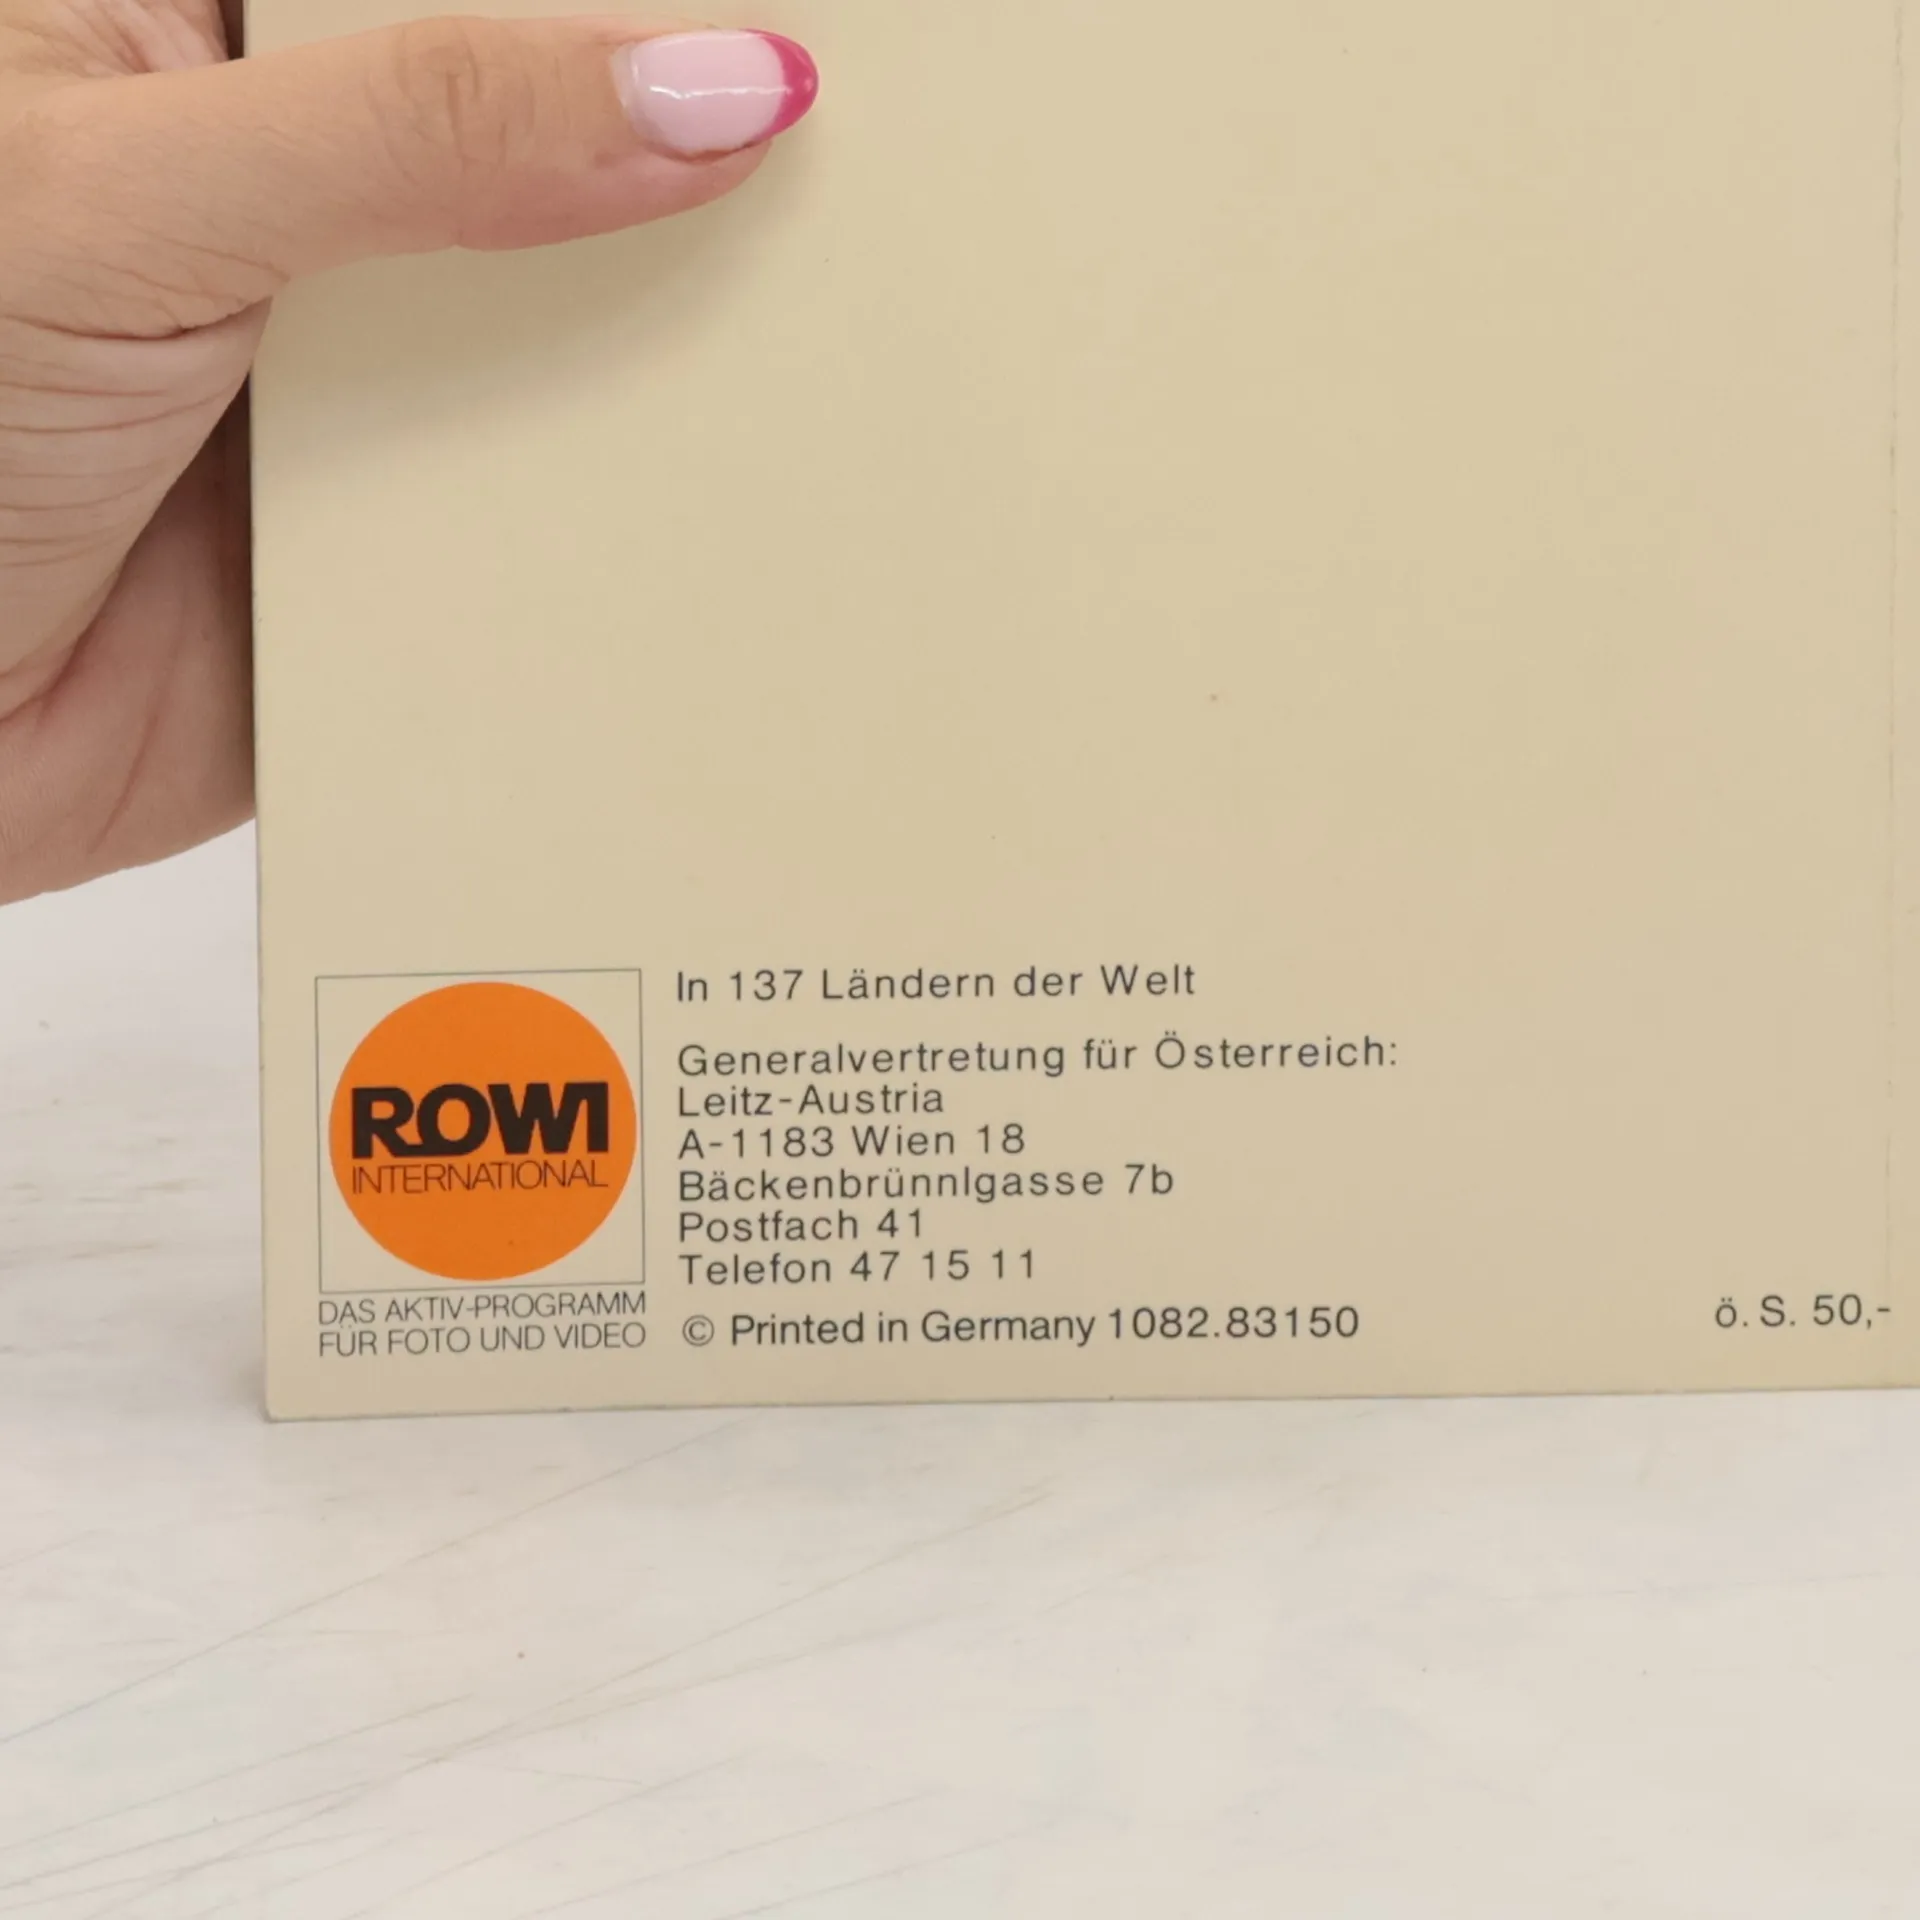 ROWI
INTERNATIONAL
DAS AKTIV-PROGRAMM
FÜR FOTO UND VIDEO
In 137 Ländern der Welt
Generalvertretung für Österreich:
Leitz-Austria
A-1183 Wien 18
Bäckenbrünnlgasse 7b
Postfach 41
Telefon 47 15 11
© Printed in Germany 1082.83150
ö. S. 50,-